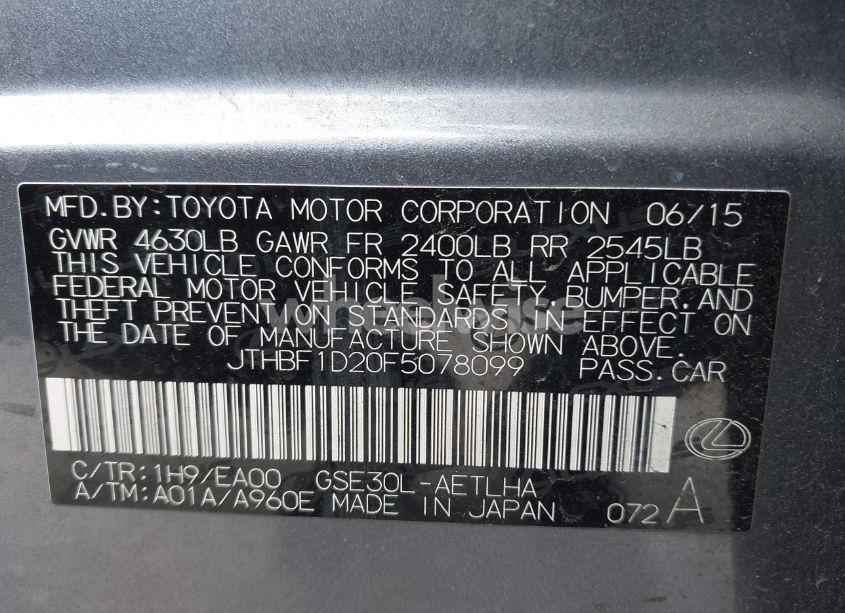 MFD.BY:TOYOTA MOTOR CORPORATION 06/15
GVWR 4630LB GAWR FR 2400LB RR 2545LB
THIS VEHICLE CONFORMS TO ALL APPLICABLE
FEDERAL MOTOR VEHICLE SAFETY, BUMPER, AND
THEFT PREVENTION STANDARDS IN EFFECT ON
THE DATE OF MANUFACTURE SHOWN ABOVE.
JTHBF1D20F5078099 PASS.CAR
C/TR:1H9/EA00 GSE30L-AETLHA
A/TM:A01A/A960E MADE IN JAPAN 072 A